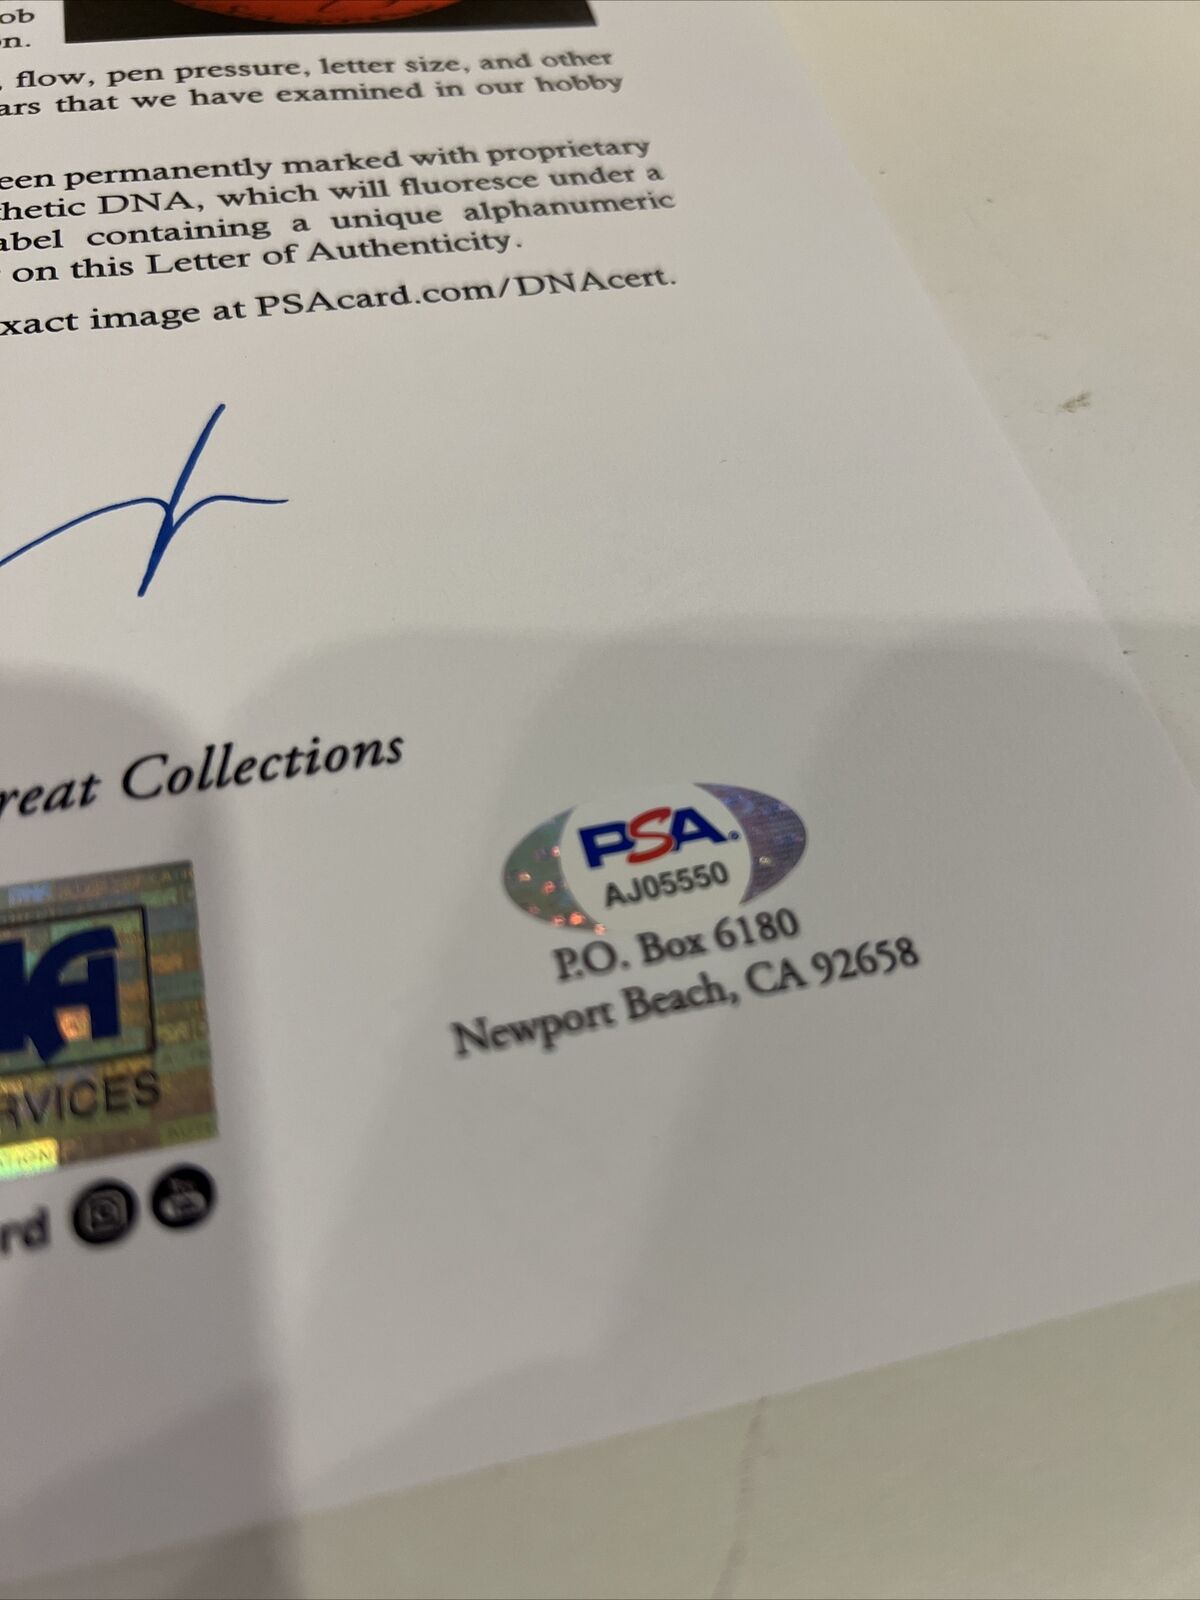 ob
n.
, flow, pen pressure, letter size, and other
ars that we have examined in our hobby
een permanently marked with proprietary
thetic DNA, which will fluoresce under a
abel containing a unique alphanumeric
on this Letter of Authenticity.
xact image at PSAcard.com/DNAcert.
reat Collections
PSA
AJ05550
P.O. Box 6180
Newport Beach, CA 92658
RVICES
rd